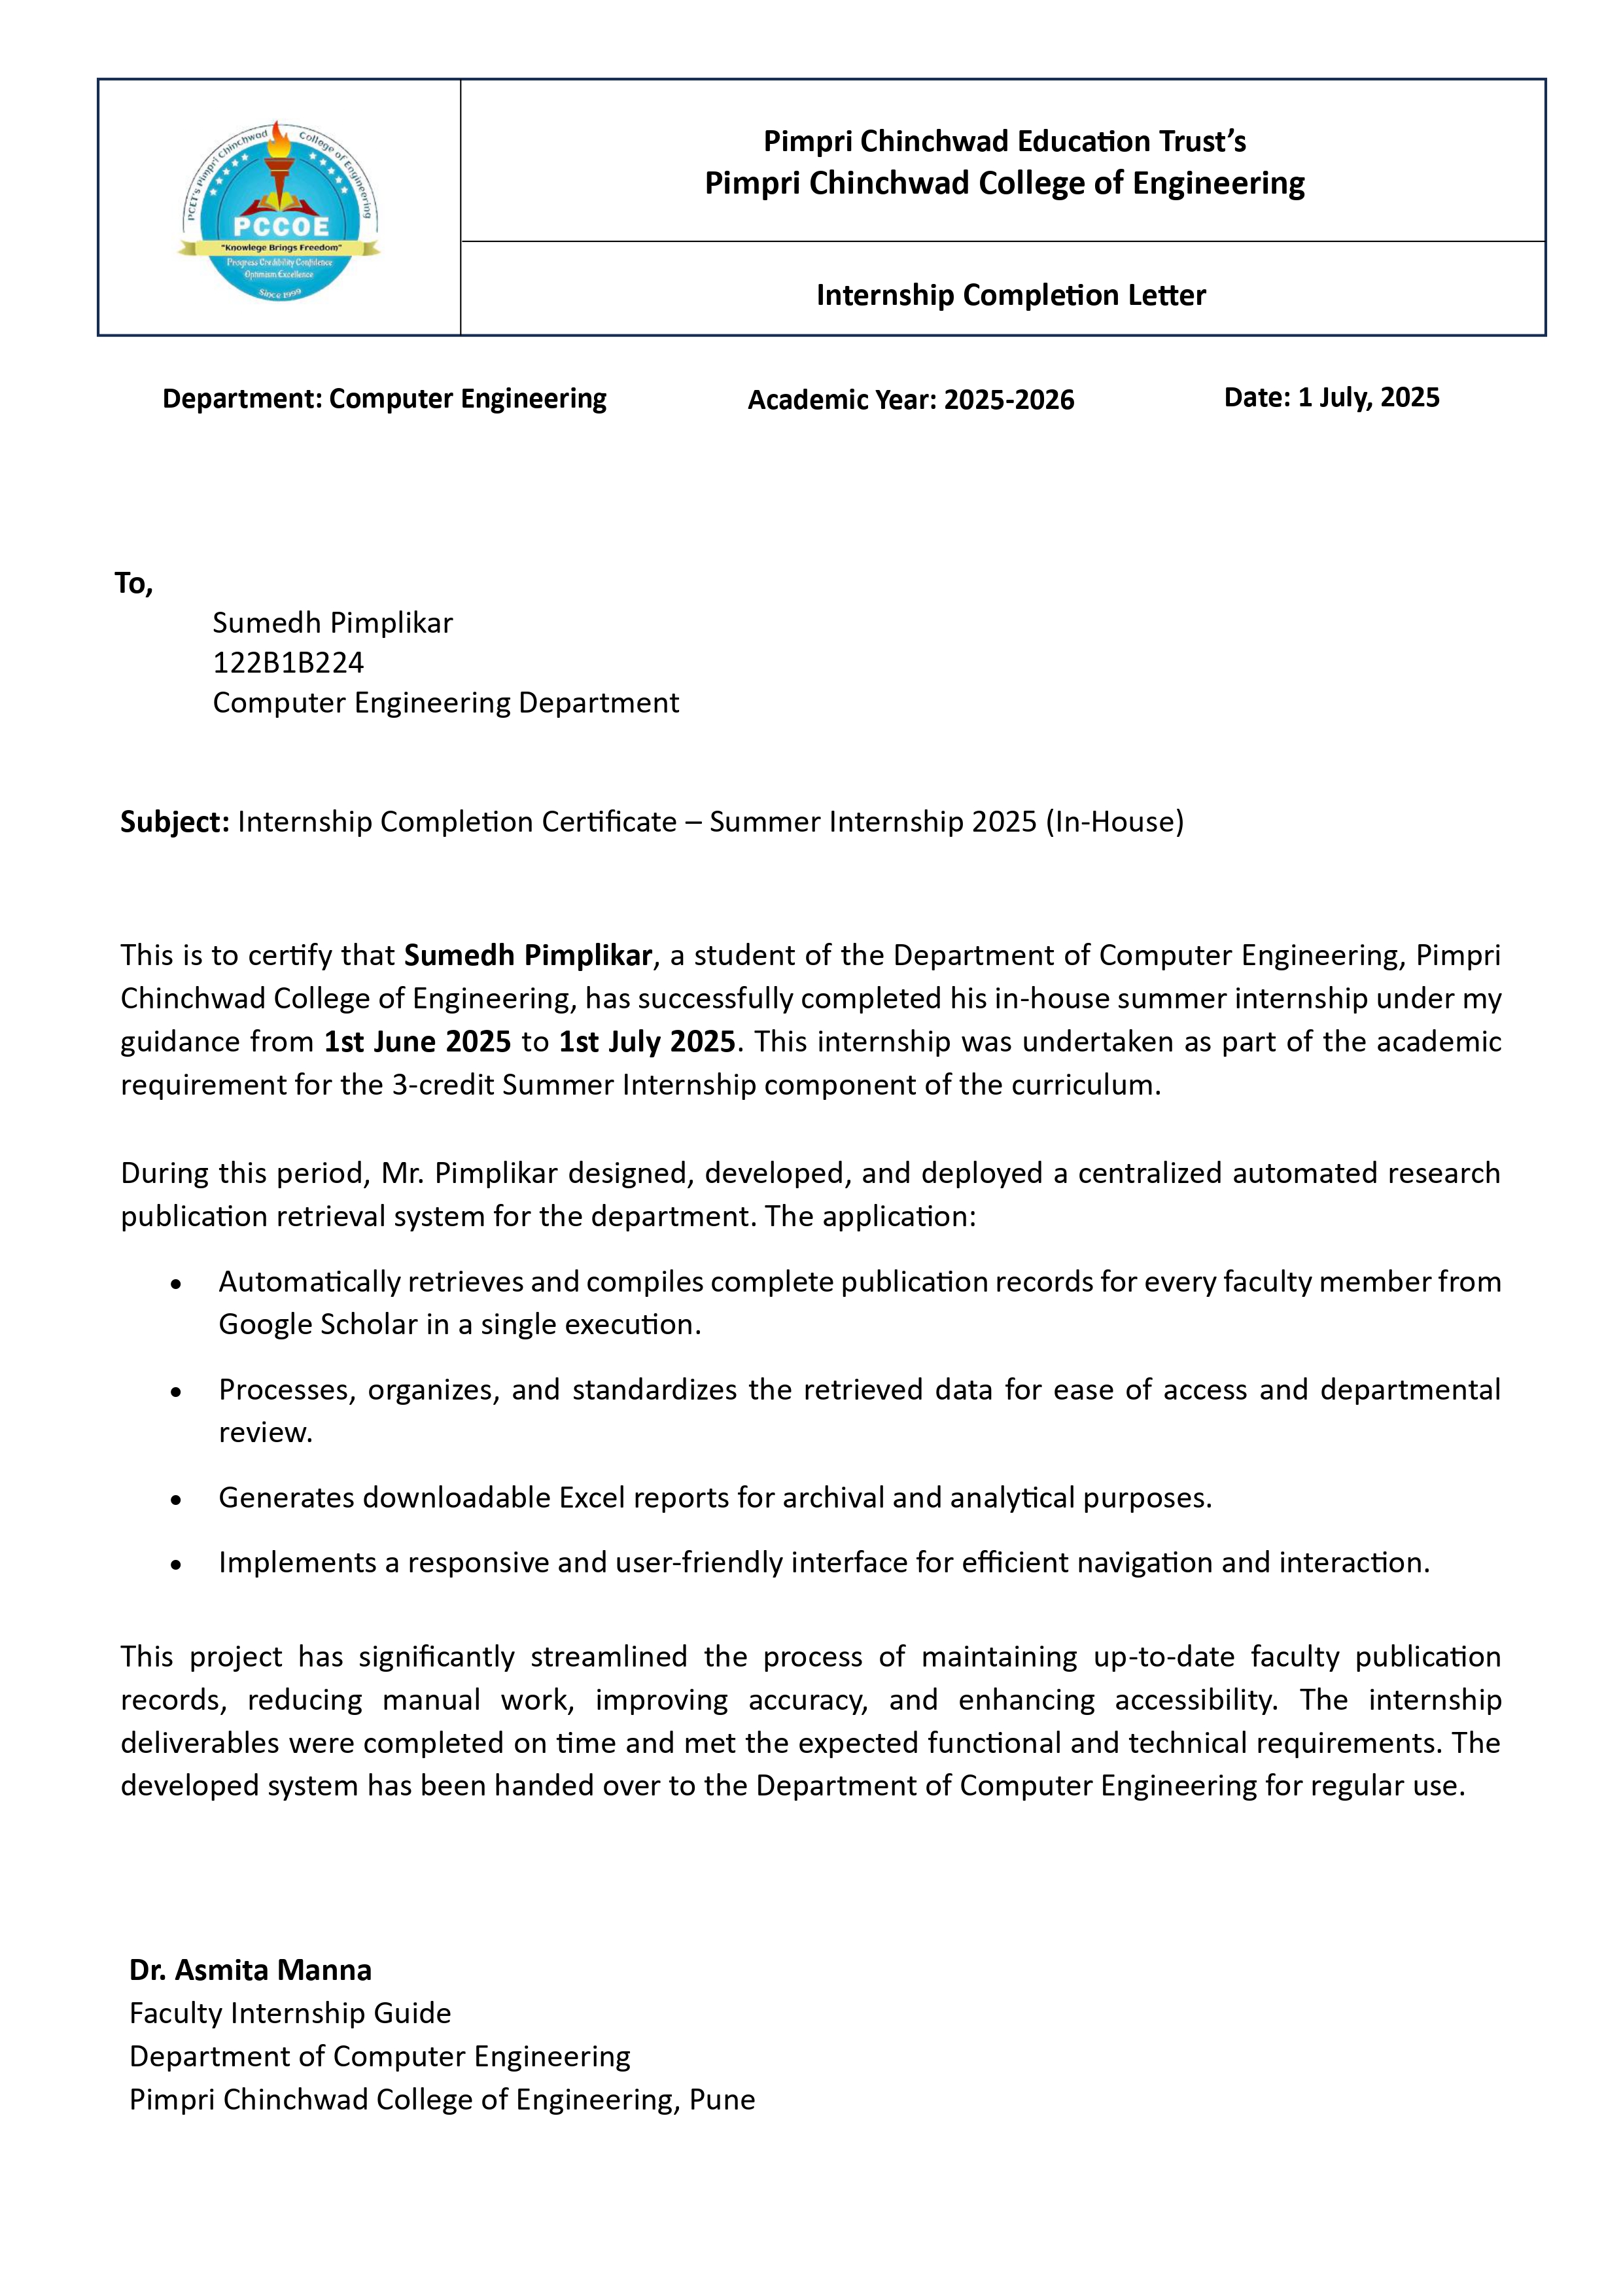 PCET's Pimpri Chinchwad College of Engineering
PCCOE
"Knowlege Brings Freedom"
Progress Credibility Confidence
Optimism Excellence
Since 1999
Pimpri Chinchwad Education Trust’s
Pimpri Chinchwad College of Engineering
Internship Completion Letter
Department: Computer Engineering
Academic Year: 2025-2026
Date: 1 July, 2025
To,
Sumedh Pimplikar
122B1B224
Computer Engineering Department
Subject: Internship Completion Certificate – Summer Internship 2025 (In-House)
This is to certify that Sumedh Pimplikar, a student of the Department of Computer Engineering, Pimpri
Chinchwad College of Engineering, has successfully completed his in-house summer internship under my
guidance from 1st June 2025 to 1st July 2025. This internship was undertaken as part of the academic
requirement for the 3-credit Summer Internship component of the curriculum.
During this period, Mr. Pimplikar designed, developed, and deployed a centralized automated research
publication retrieval system for the department. The application:
• Automatically retrieves and compiles complete publication records for every faculty member from
Google Scholar in a single execution.
• Processes, organizes, and standardizes the retrieved data for ease of access and departmental
review.
• Generates downloadable Excel reports for archival and analytical purposes.
• Implements a responsive and user-friendly interface for efficient navigation and interaction.
This project has significantly streamlined the process of maintaining up-to-date faculty publication
records, reducing manual work, improving accuracy, and enhancing accessibility. The internship
deliverables were completed on time and met the expected functional and technical requirements. The
developed system has been handed over to the Department of Computer Engineering for regular use.
Dr. Asmita Manna
Faculty Internship Guide
Department of Computer Engineering
Pimpri Chinchwad College of Engineering, Pune